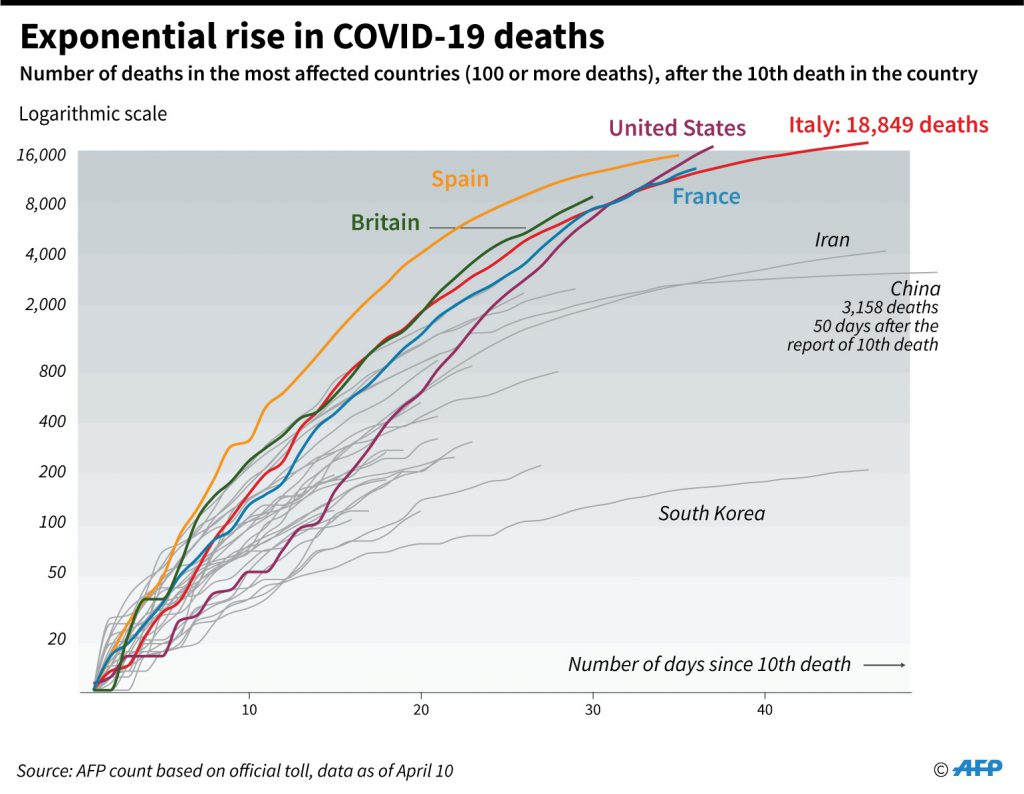 Exponential rise in COVID-19 deaths
Number of deaths in the most affected countries (100 or more deaths), after the 10th death in the country
Logarithmic scale
United States
Italy: 18,849 deaths
16,000
Spain
France
8,000
Britain
Iran
4,000
China
3,158 deaths
50 days after the
report of 10th death
2,000
800
400
200
South Korea
100
50
20
Number of days since 10th death
10
20
30
40
Source: AFP count based on official toll, data as of April 10
© AFP